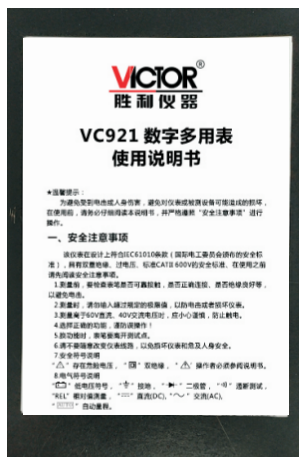 VICTOR®
胜利仪器
VC921 数字多用表
使用说明书
★温馨提示：
为避免受到电击或人身伤害，避免对仪表或被测设备可能造成的损坏，
在使用前，请务必仔细阅读本说明书，并严格遵照“安全注意事项”进行
操作。
一、安全注意事项
该仪表在设计上符合IEC61010条款（国际电工委员会颁布的安全标
准），具有双重绝缘、过电压、标准CATⅡ600V的安全标准，在使用之前
请先阅读安全注意事项。
1.测量前，要检查表笔是否可靠接触，是否正确连接、是否绝缘良好等，
以避免电击。
2.测量时，请勿输入超过规定的极限值，以防电击或者损坏仪表。
3.测量高于60V直流、40V交流电压时，应小心谨慎，防止触电。
4.选择正确的功能，谨防误操作！
5.转动档时，表笔要离开测试点。
6.请不要随意改变仪表线路，以免损坏仪表和危及人身安全。
7.安全符号说明
“⚠”存在危险电压，“回”双绝缘，“⚠”操作者必须参阅说明书。
8.电气符号说明
“”低电压符号，“⏚”接地，“”二极管，“”通断测试，
“REL”相对值测量，“⎓”直流(DC)，“～”交流(AC)，
“”自动量程。